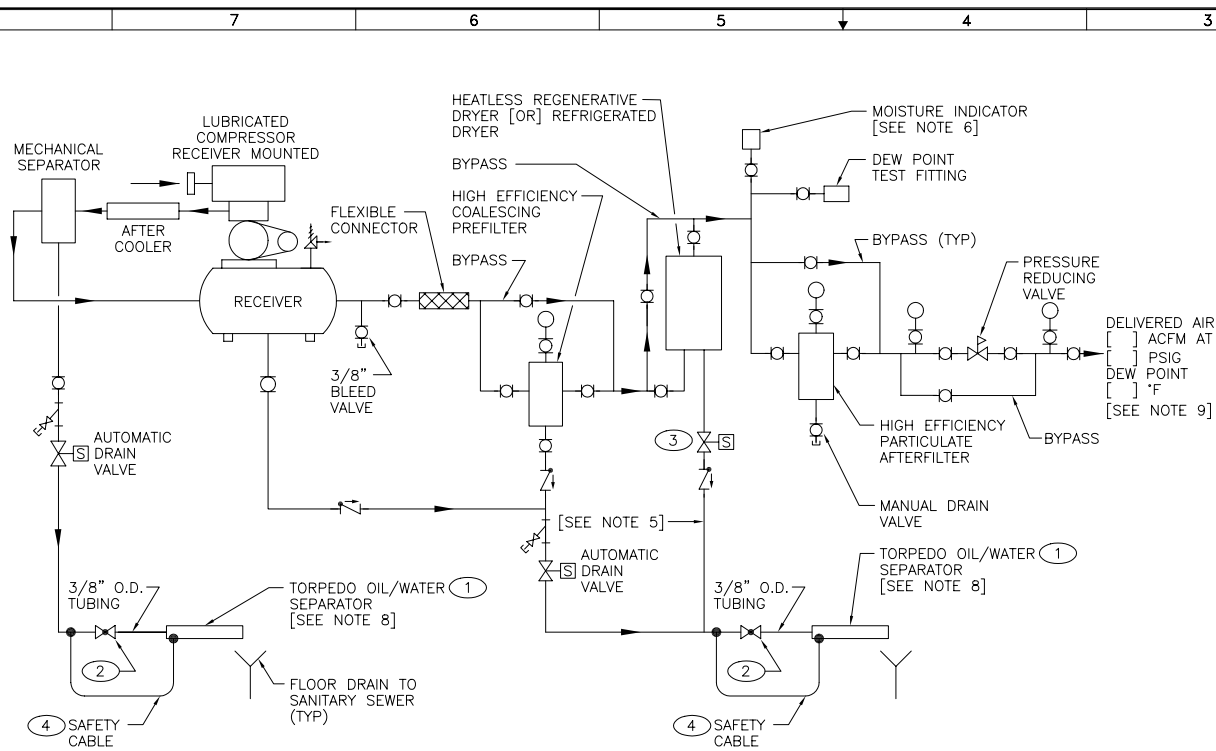 7
6
5
4
3
HEATLESS REGENERATIVE
DRYER [OR] REFRIGERATED
DRYER
MOISTURE INDICATOR
[SEE NOTE 6]
LUBRICATED
COMPRESSOR
RECEIVER MOUNTED
MECHANICAL
SEPARATOR
BYPASS
DEW POINT
TEST FITTING
HIGH EFFICIENCY
COALESCING
PREFILTER
FLEXIBLE
CONNECTOR
AFTER
COOLER
BYPASS
BYPASS (TYP)
PRESSURE
REDUCING
VALVE
RECEIVER
DELIVERED AIR
[ ] ACFM AT
[ ] PSIG
DEW POINT
[ ] °F
[SEE NOTE 9]
3/8"
BLEED
VALVE
HIGH EFFICIENCY
PARTICULATE
AFTERFILTER
BYPASS
3
S
S
AUTOMATIC
DRAIN
VALVE
MANUAL DRAIN
VALVE
[SEE NOTE 5]
S
AUTOMATIC
DRAIN
VALVE
3/8" O.D.
TUBING
TORPEDO OIL/WATER
SEPARATOR
[SEE NOTE 8]
1
3/8" O.D.
TUBING
TORPEDO OIL/WATER
SEPARATOR
[SEE NOTE 8]
1
2
2
FLOOR DRAIN TO
SANITARY SEWER
(TYP)
4
SAFETY
CABLE
4
SAFETY
CABLE